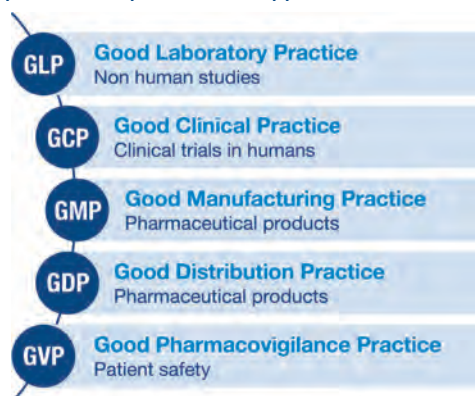 GLP
Good Laboratory Practice
Non human studies
GCP
Good Clinical Practice
Clinical trials in humans
GMP
Good Manufacturing Practice
Pharmaceutical products
GDP
Good Distribution Practice
Pharmaceutical products
GVP
Good Pharmacovigilance Practice
Patient safety